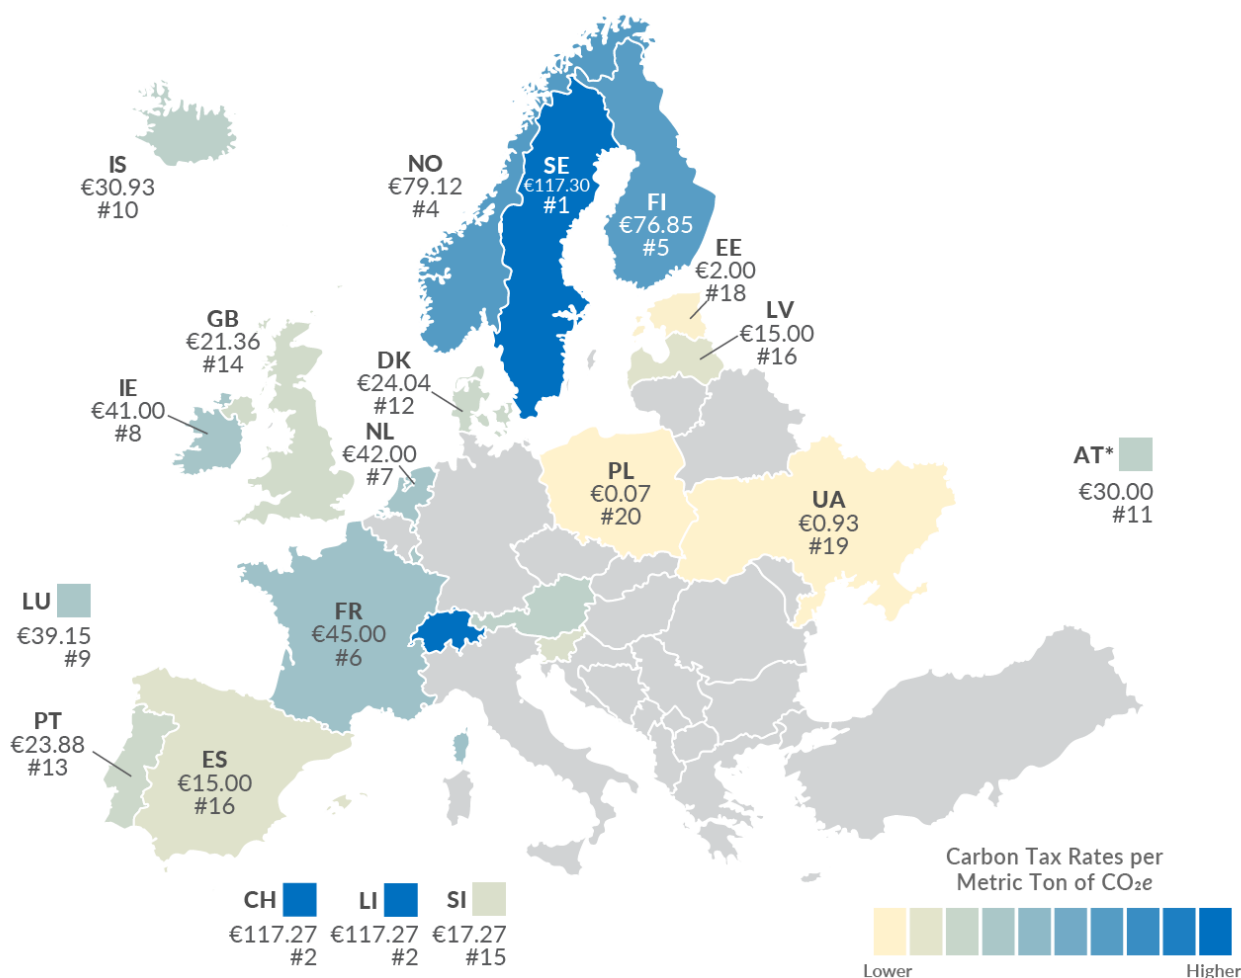 IS
€30.93
#10
NO
€79.12
#4
SE
€117.30
#1
FI
€76.85
#5
EE
€2.00
#18
LV
€15.00
#16
GB
€21.36
#14
IE
€41.00
#8
DK
€24.04
#12
NL
€42.00
#7
PL
€0.07
#20
UA
€0.93
#19
AT*
€30.00
#11
LU
€39.15
#9
FR
€45.00
#6
PT
€23.88
#13
ES
€15.00
#16
CH
€117.27
#2
LI
€117.27
#2
SI
€17.27
#15
Carbon Tax Rates per
Metric Ton of CO₂e
Lower
Higher